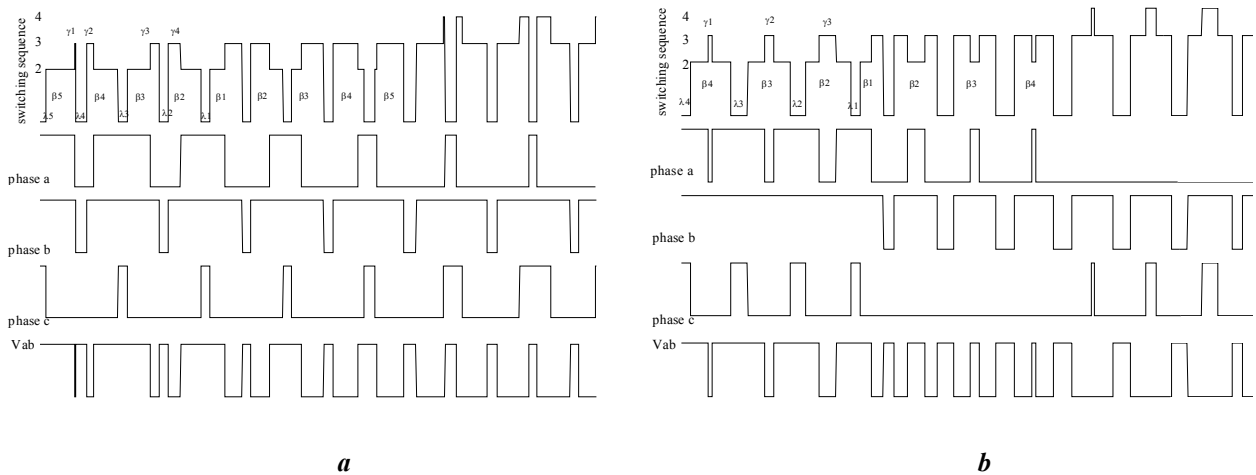 4
γ1 γ2 γ3 γ4
3
2
switching sequence
β5 β4 β3 β2 β1 β2 β3 β4 β5
λ5 λ4 λ3 λ2 λ1
phase a
phase b
phase c
Vab
a
4
γ1 γ2 γ3
3
2
switching sequence
β4 β3 β2 β1 β2 β3 β4
λ4 λ3 λ2 λ1
phase a
phase b
phase c
Vab
b